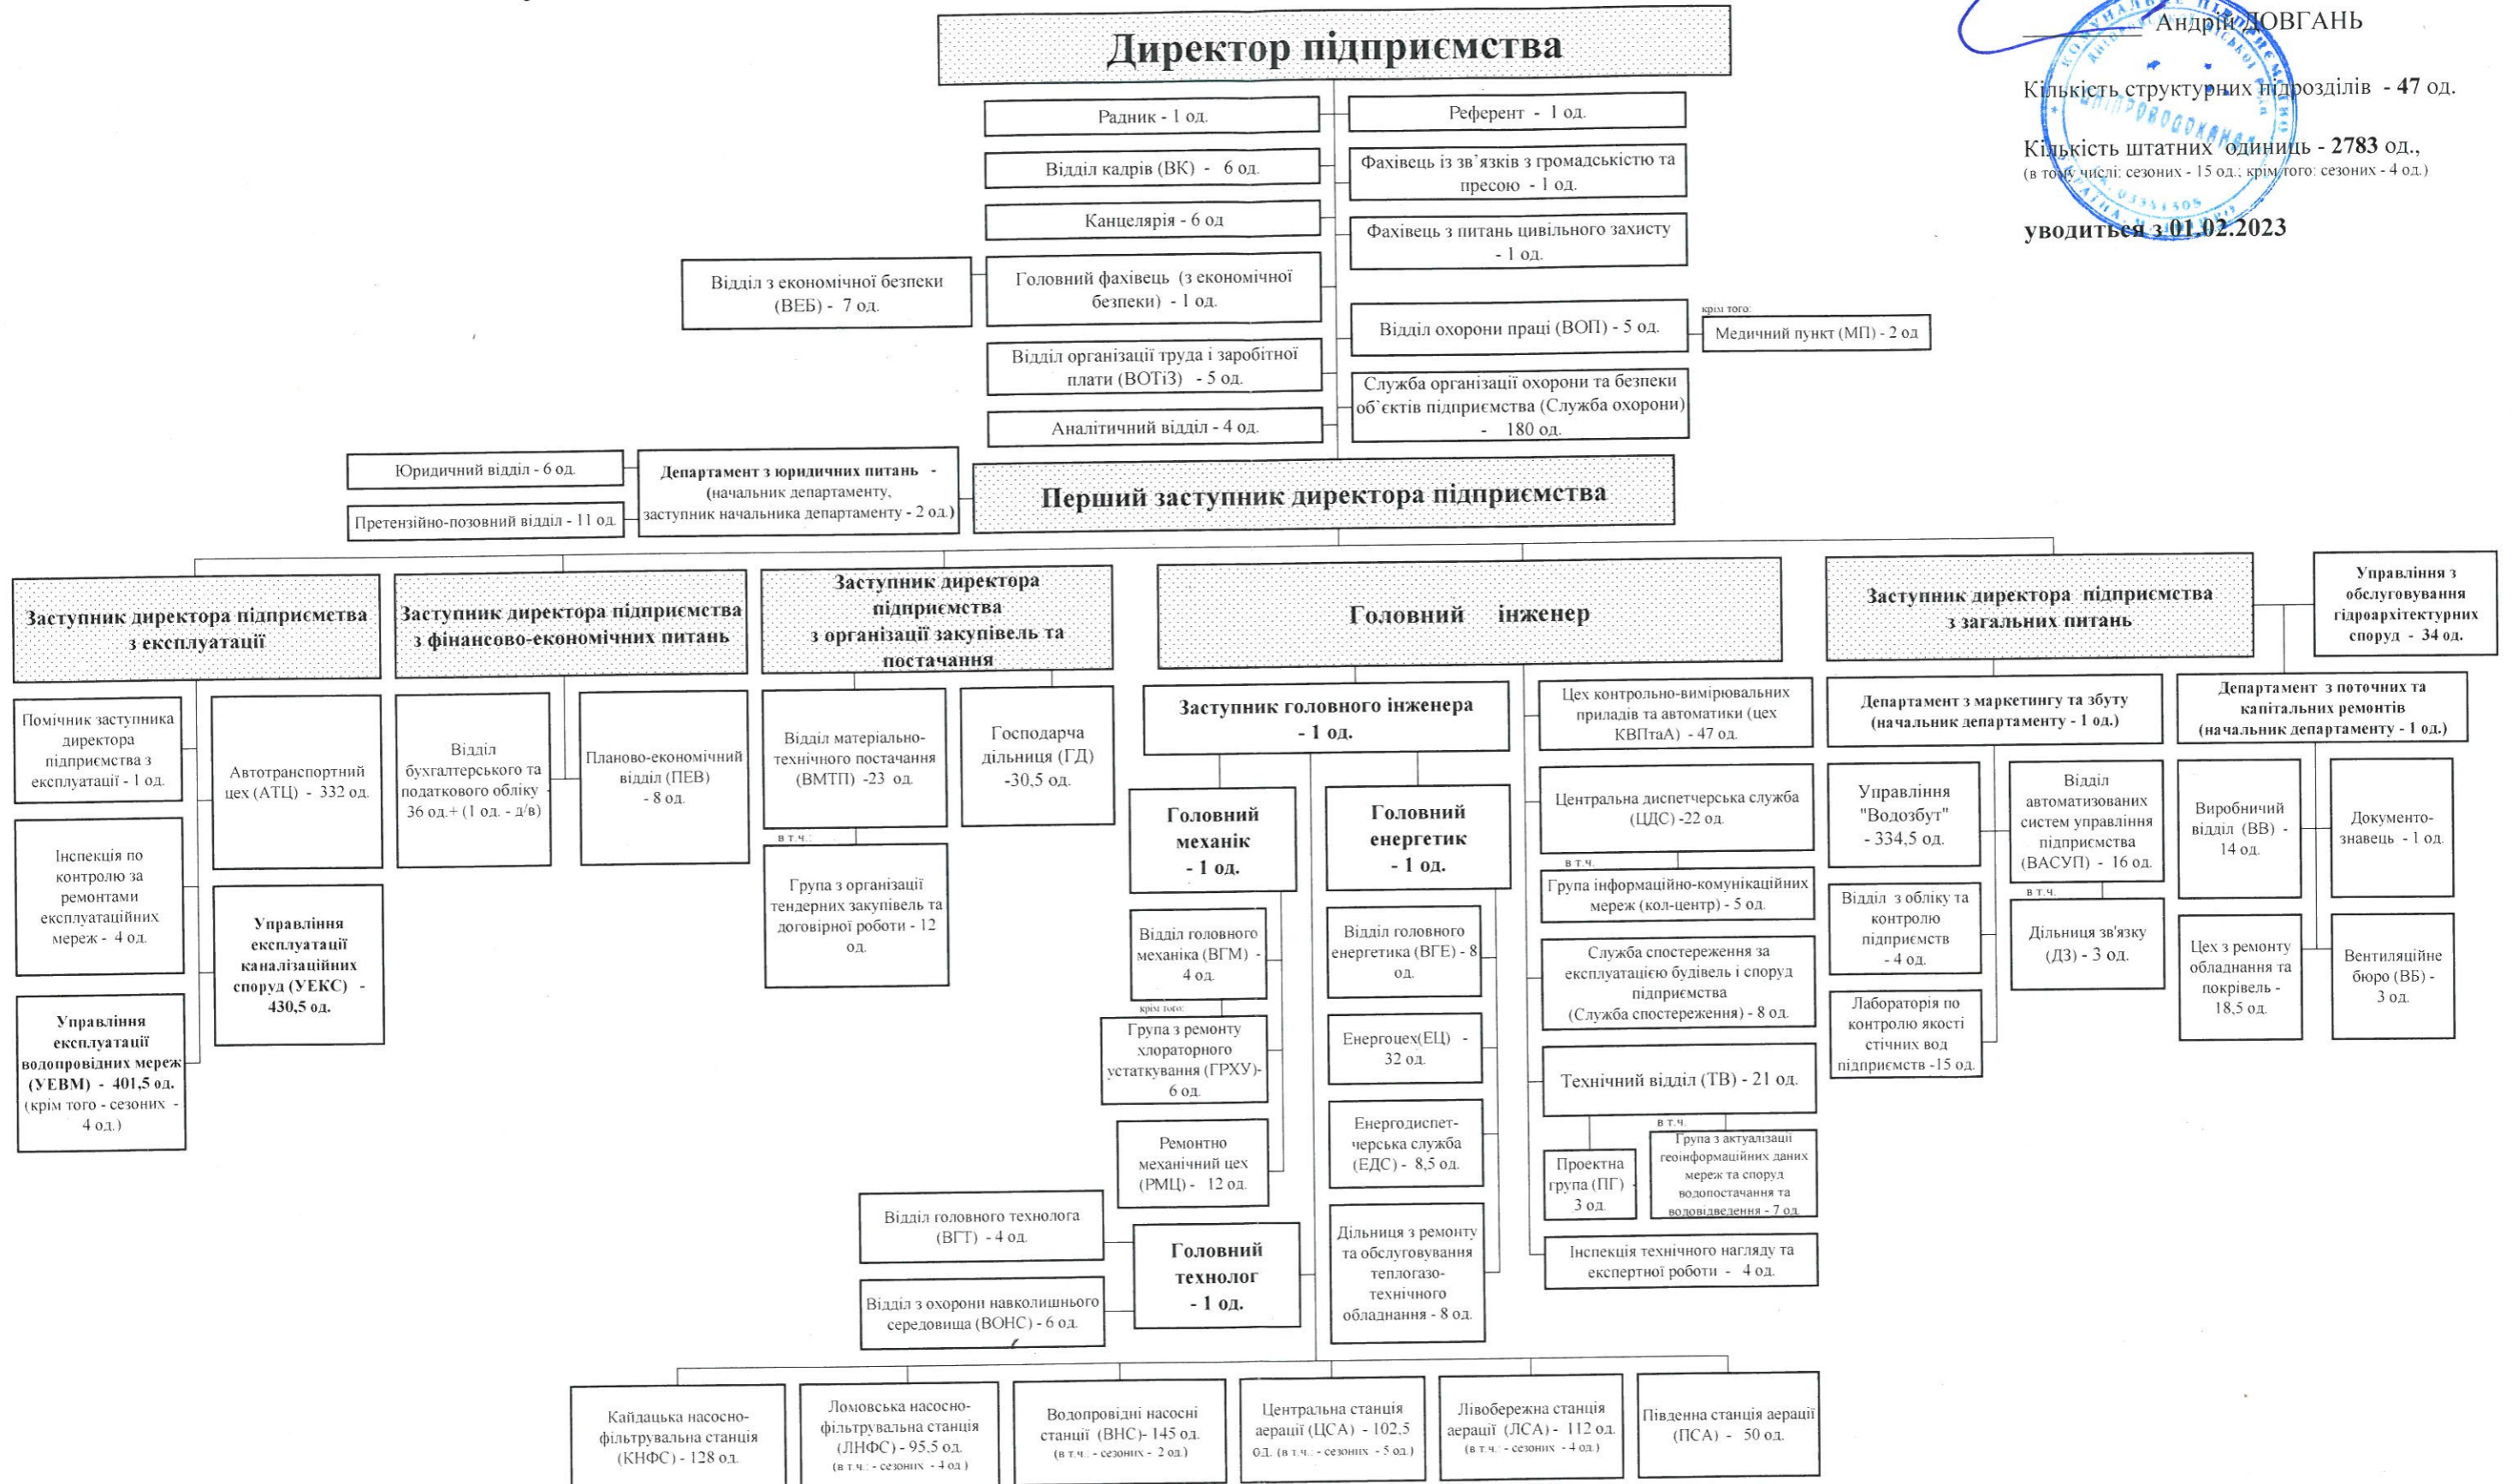 Директор підприємства
Андрій ДОВГАНЬ
Кількість структурних підрозділів - 47 од.
Кількість штатних одиниць - 2783 од.,
(в тому числі: сезоних - 15 од.; крім того: сезоних - 4 од.)
уводиться з 01.02.2023
КОМУНАЛЬНЕ ПІДПРИЄМСТВО
ДНІПРОВОДОКАНАЛ
03341305
Радник - 1 од.
Референт - 1 од.
Відділ кадрів (ВК) - 6 од.
Фахівець із зв`язків з громадськістю та
пресою - 1 од.
Канцелярія - 6 од
Фахівець з питань цивільного захисту
- 1 од.
Відділ з економічної безпеки
(ВЕБ) - 7 од.
Головний фахівець (з економічної
безпеки) - 1 од.
Відділ охорони праці (ВОП) - 5 од.
крім того:
Медичний пункт (МП) - 2 од
Відділ організації труда і заробітної
плати (ВОТіЗ) - 5 од.
Служба організації охорони та безпеки
об`єктів підприємства (Служба охорони)
- 180 од.
Аналітичний відділ - 4 од.
Юридичний відділ - 6 од.
Претензійно-позовний відділ - 11 од.
Департамент з юридичних питань -
(начальник департаменту,
заступник начальника департаменту - 2 од.)
Перший заступник директора підприємства
Заступник директора підприємства
з експлуатації
Заступник директора підприємства
з фінансово-економічних питань
Заступник директора
підприємства
з організації закупівель та
постачання
Головний інженер
Заступник директора підприємства
з загальних питань
Управління з
обслуговування
гідроархітектурних
споруд - 34 од.
Помічник заступника
директора
підприємства з
експлуатації - 1 од.
Автотранспортний
цех (АТЦ) - 332 од.
Інспекція по
контролю за
ремонтами
експлуатаційних
мереж - 4 од.
Управління
експлуатації
каналізаційних
споруд (УЕКС) -
430,5 од.
Управління
експлуатації
водопровідних мереж
(УЕВМ) - 401,5 од.
(крім того - сезоних -
4 од.)
Відділ
бухгалтерського та
податкового обліку -
36 од.+ (1 од. - д/в)
Планово-економічний
відділ (ПЕВ)
- 8 од.
Відділ матеріально-
технічного постачання
(ВМТП) -23 од.
в т.ч.:
Група з організації
тендерних закупівель та
договірної роботи - 12
од.
Господарча
дільниця (ГД)
-30,5 од.
Заступник головного інженера
- 1 од.
Головний
механік
- 1 од.
Відділ головного
механіка (ВГМ) -
4 од.
крім того:
Група з ремонту
хлораторного
устаткування (ГРХУ)-
6 од.
Ремонтно
механічний цех
(РМЦ) - 12 од.
Головний
енергетик
- 1 од.
Відділ головного
енергетика (ВГЕ) - 8
од.
Енергоцех(ЕЦ) -
32 од.
Енергодиспет-
черська служба
(ЕДС) - 8,5 од.
Дільниця з ремонту
та обслуговування
теплогазо-
технічного
обладнання - 8 од.
Відділ головного технолога
(ВГТ) - 4 од.
Відділ з охорони навколишнього
середовища (ВОНС) - 6 од.
Головний
технолог
- 1 од.
Цех контрольно-вимірювальних
приладів та автоматики (цех
КВПтаА) - 47 од.
Центральна диспетчерська служба
(ЦДС) -22 од.
в т.ч.
Група інформаційно-комунікаційних
мереж (кол-центр) - 5 од.
Служба спостереження за
експлуатацією будівель і споруд
підприємства
(Служба спостереження) - 8 од.
Технічний відділ (ТВ) - 21 од.
в т.ч.
Проектна
група (ПГ) -
3 од.
Група з актуалізації
геоінформаційних даних
мереж та споруд
водопостачання та
водовідведення - 7 од.
Інспекція технічного нагляду та
експертної роботи - 4 од.
Департамент з маркетингу та збуту
(начальник департаменту - 1 од.)
Управління
"Водозбут"
- 334,5 од.
Відділ
автоматизованих
систем управління
підприємства
(ВАСУП) - 16 од.
в т.ч.
Дільниця зв'язку
(ДЗ) - 3 од.
Відділ з обліку та
контролю
підприємств
- 4 од.
Лабораторія по
контролю якості
стічних вод
підприємств -15 од.
Департамент з поточних та
капітальних ремонтів
(начальник департаменту - 1 од.)
Виробничий
відділ (ВВ) -
14 од.
Документо-
знавець - 1 од.
Цех з ремонту
обладнання та
покрівель -
18,5 од.
Вентиляційне
бюро (ВБ) -
3 од.
Кайдацька насосно-
фільтрувальна станція
(КНФС) - 128 од.
Ломовська насосно-
фільтрувальна станція
(ЛНФС) - 95,5 од.
(в т.ч.: - сезоних - 4 од.)
Водопровідні насосні
станції (ВНС)- 145 од.
(в т.ч.: - сезоних - 2 од.)
Центральна станція
аерації (ЦСА) - 102,5
од. (в т.ч.: - сезоних - 5 од.)
Лівобережна станція
аерації (ЛСА) - 112 од.
(в т.ч.: - сезоних - 4 од.)
Південна станція аерації
(ПСА) - 50 од.